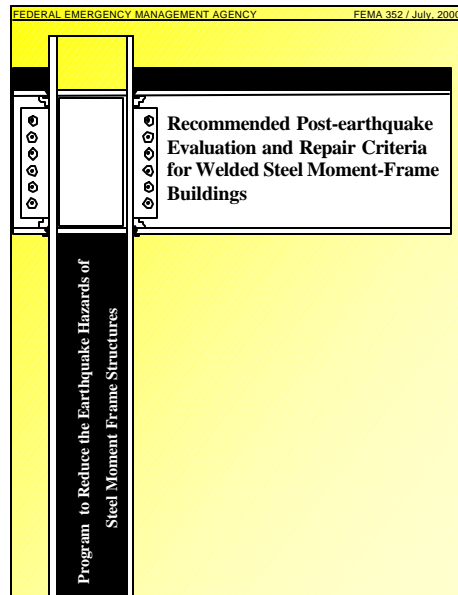 FEDERAL EMERGENCY MANAGEMENT AGENCY FEMA 352 / July, 2000
Recommended Post-earthquake
Evaluation and Repair Criteria
for Welded Steel Moment-Frame
Buildings
Program to Reduce the Earthquake Hazards of
Steel Moment Frame Structures